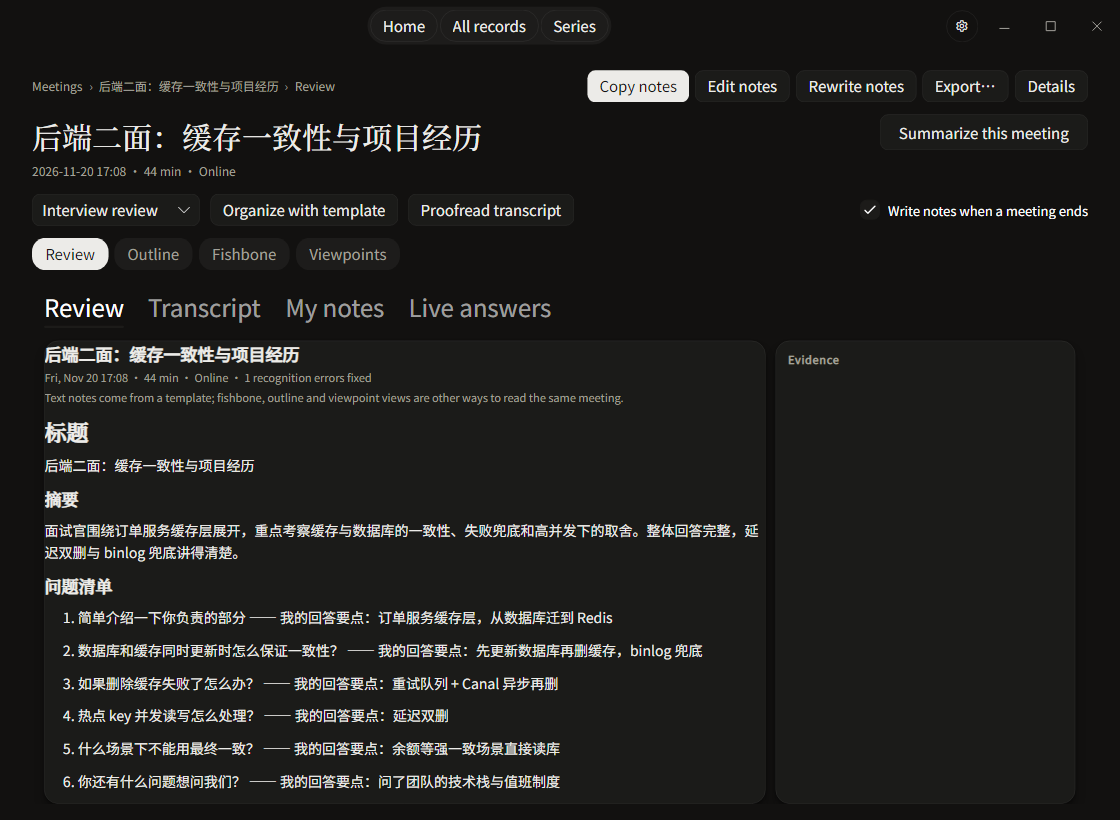 Home All records Series
Meetings › 后端二面：缓存一致性与项目经历 › Review
Copy notes Edit notes Rewrite notes Export··· Details
后端二面：缓存一致性与项目经历
Summarize this meeting
2026-11-20 17:08 · 44 min · Online
Interview review Organize with template Proofread transcript
Write notes when a meeting ends
Review Outline Fishbone Viewpoints
Review Transcript My notes Live answers
后端二面：缓存一致性与项目经历
Fri, Nov 20 17:08 · 44 min · Online · 1 recognition errors fixed
Text notes come from a template; fishbone, outline and viewpoint views are other ways to read the same meeting.
标题
后端二面：缓存一致性与项目经历
摘要
面试官围绕订单服务缓存层展开，重点考察缓存与数据库的一致性、失败兜底和高并发下的取舍。整体回答完整，延
迟双删与 binlog 兜底讲得清楚。
问题清单
1. 简单介绍一下你负责的部分 —— 我的回答要点：订单服务缓存层，从数据库迁到 Redis
2. 数据库和缓存同时更新时怎么保证一致性？ —— 我的回答要点：先更新数据库再删缓存，binlog 兜底
3. 如果删除缓存失败了怎么办？ —— 我的回答要点：重试队列 + Canal 异步再删
4. 热点 key 并发读写怎么处理？ —— 我的回答要点：延迟双删
5. 什么场景下不能用最终一致？ —— 我的回答要点：余额等强一致场景直接读库
6. 你还有什么问题想问我们？ —— 我的回答要点：问了团队的技术栈与值班制度
Evidence